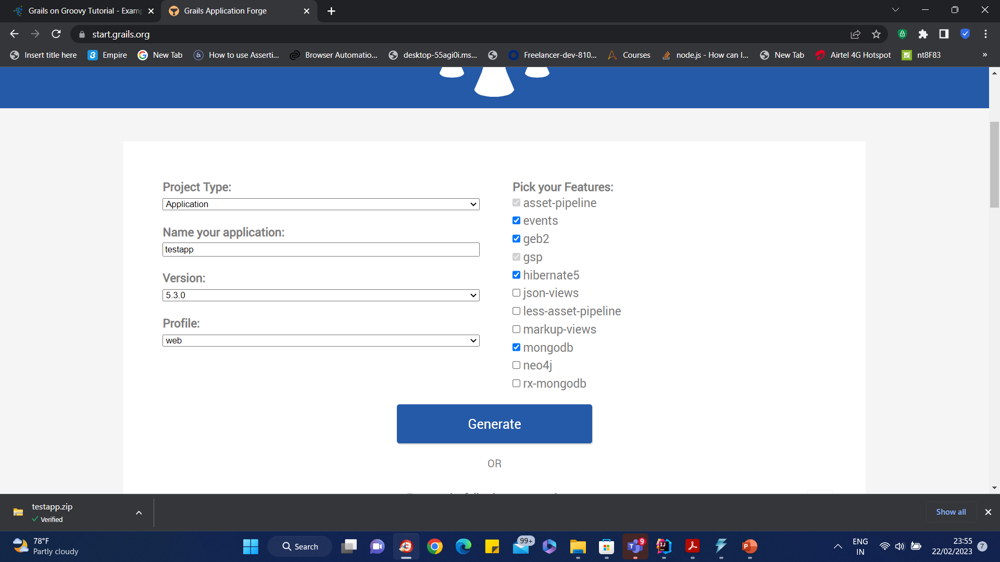 Grails on Groovy Tutorial - Exam
Grails Application Forge
start.grails.org
Insert title here
Empire
New Tab
How to use Asserti...
Browser Automatio...
desktop-55agi0i.ms...
Freelancer-dev-810...
Courses
node.js - How can I...
New Tab
Airtel 4G Hotspot
nt8F83
»
Project Type:
Application
Name your application:
testapp
Version:
5.3.0
Profile:
web
Pick your Features:
asset-pipeline
events
geb2
gsp
hibernate5
json-views
less-asset-pipeline
markup-views
mongodb
neo4j
rx-mongodb
Generate
OR
testapp.zip
Verified
Show all
78°F
Partly cloudy
Search
99+
9
ENG
IN
23:55
22/02/2023
7